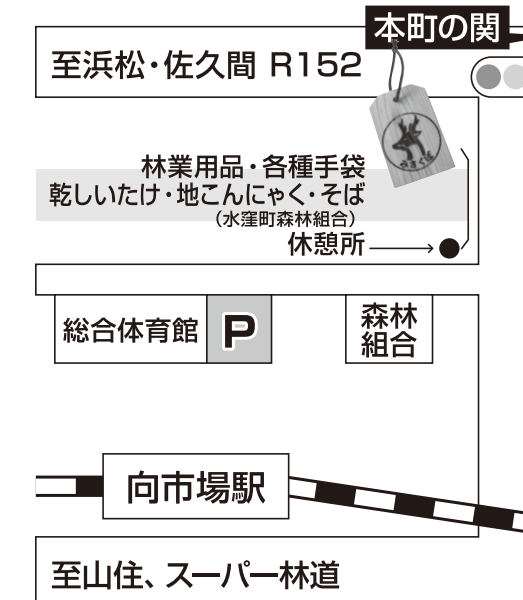 本町の関
至浜松・佐久間 R152
林業用品・各種手袋
乾しいたけ・地こんにゃく・そば
（水窪町森林組合）
休憩所
総合体育館
P
森林
組合
向市場駅
至山住、スーパー林道